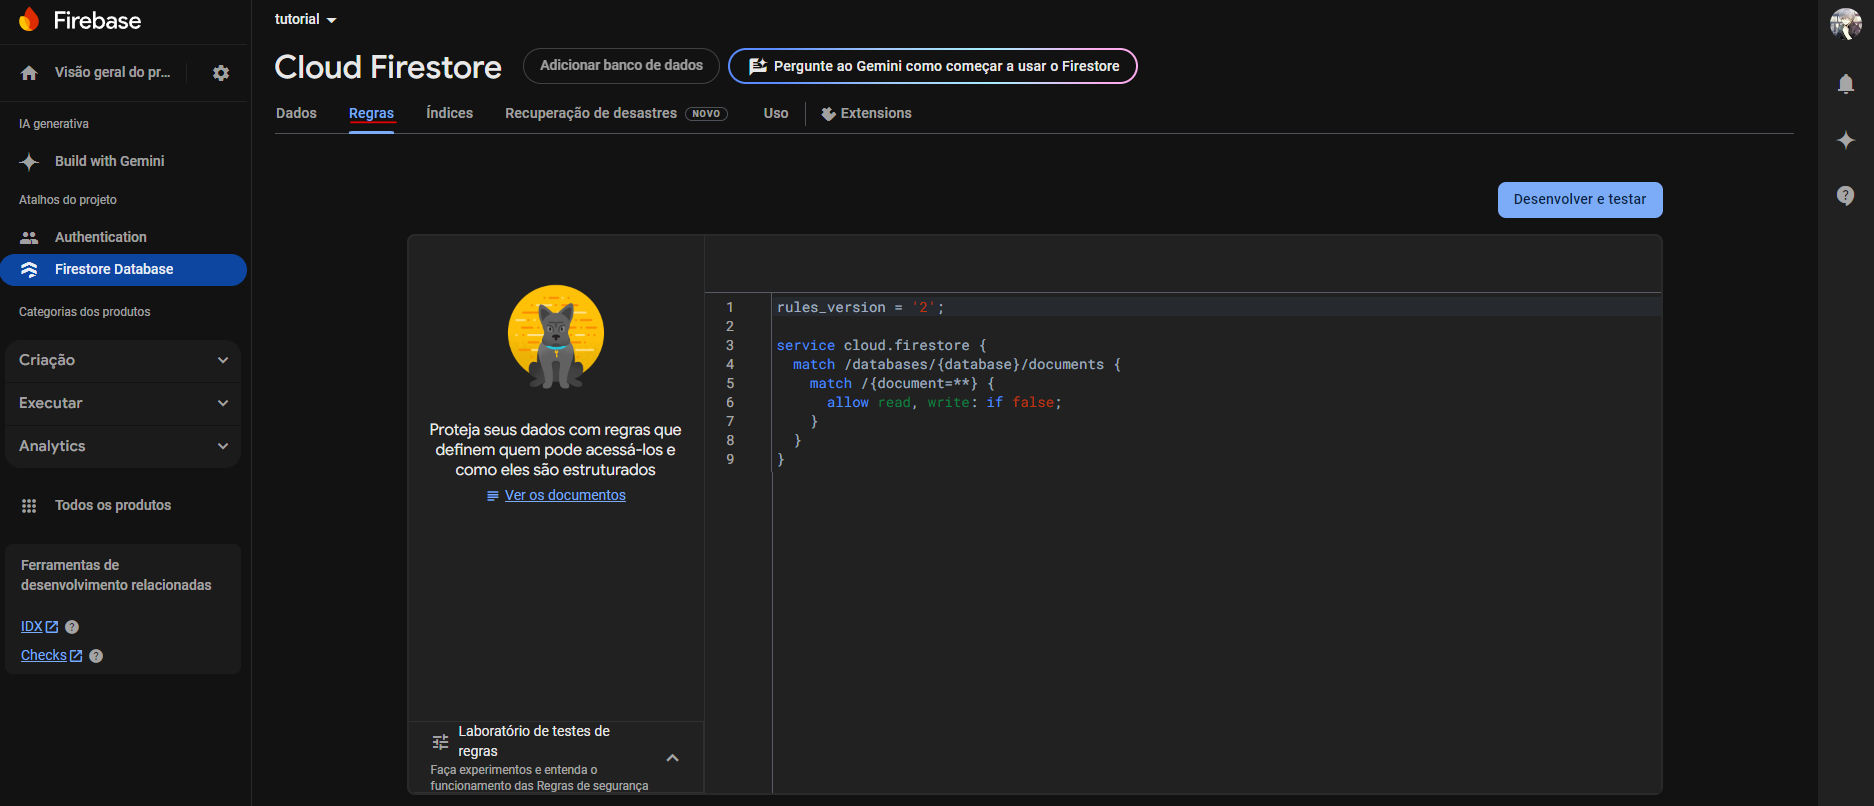 Firebase
Visão geral do pr...
IA generativa
Build with Gemini
Atalhos do projeto
Authentication
Firestore Database
Categorias dos produtos
Criação
Executar
Analytics
Todos os produtos
Ferramentas de
desenvolvimento relacionadas
IDX
Checks
tutorial
Cloud Firestore
Adicionar banco de dados
Pergunte ao Gemini como começar a usar o Firestore
Dados Regras Índices Recuperação de desastres NOVO Uso Extensions
Desenvolver e testar
Proteja seus dados com regras que
definem quem pode acessá-los e
como eles são estruturados
Ver os documentos
Laboratório de testes de
regras
Faça experimentos e entenda o
funcionamento das Regras de segurança
1 rules_version = '2';
2
3 service cloud.firestore {
4 match /databases/{database}/documents {
5 match /{document=**} {
6 allow read, write: if false;
7 }
8 }
9 }